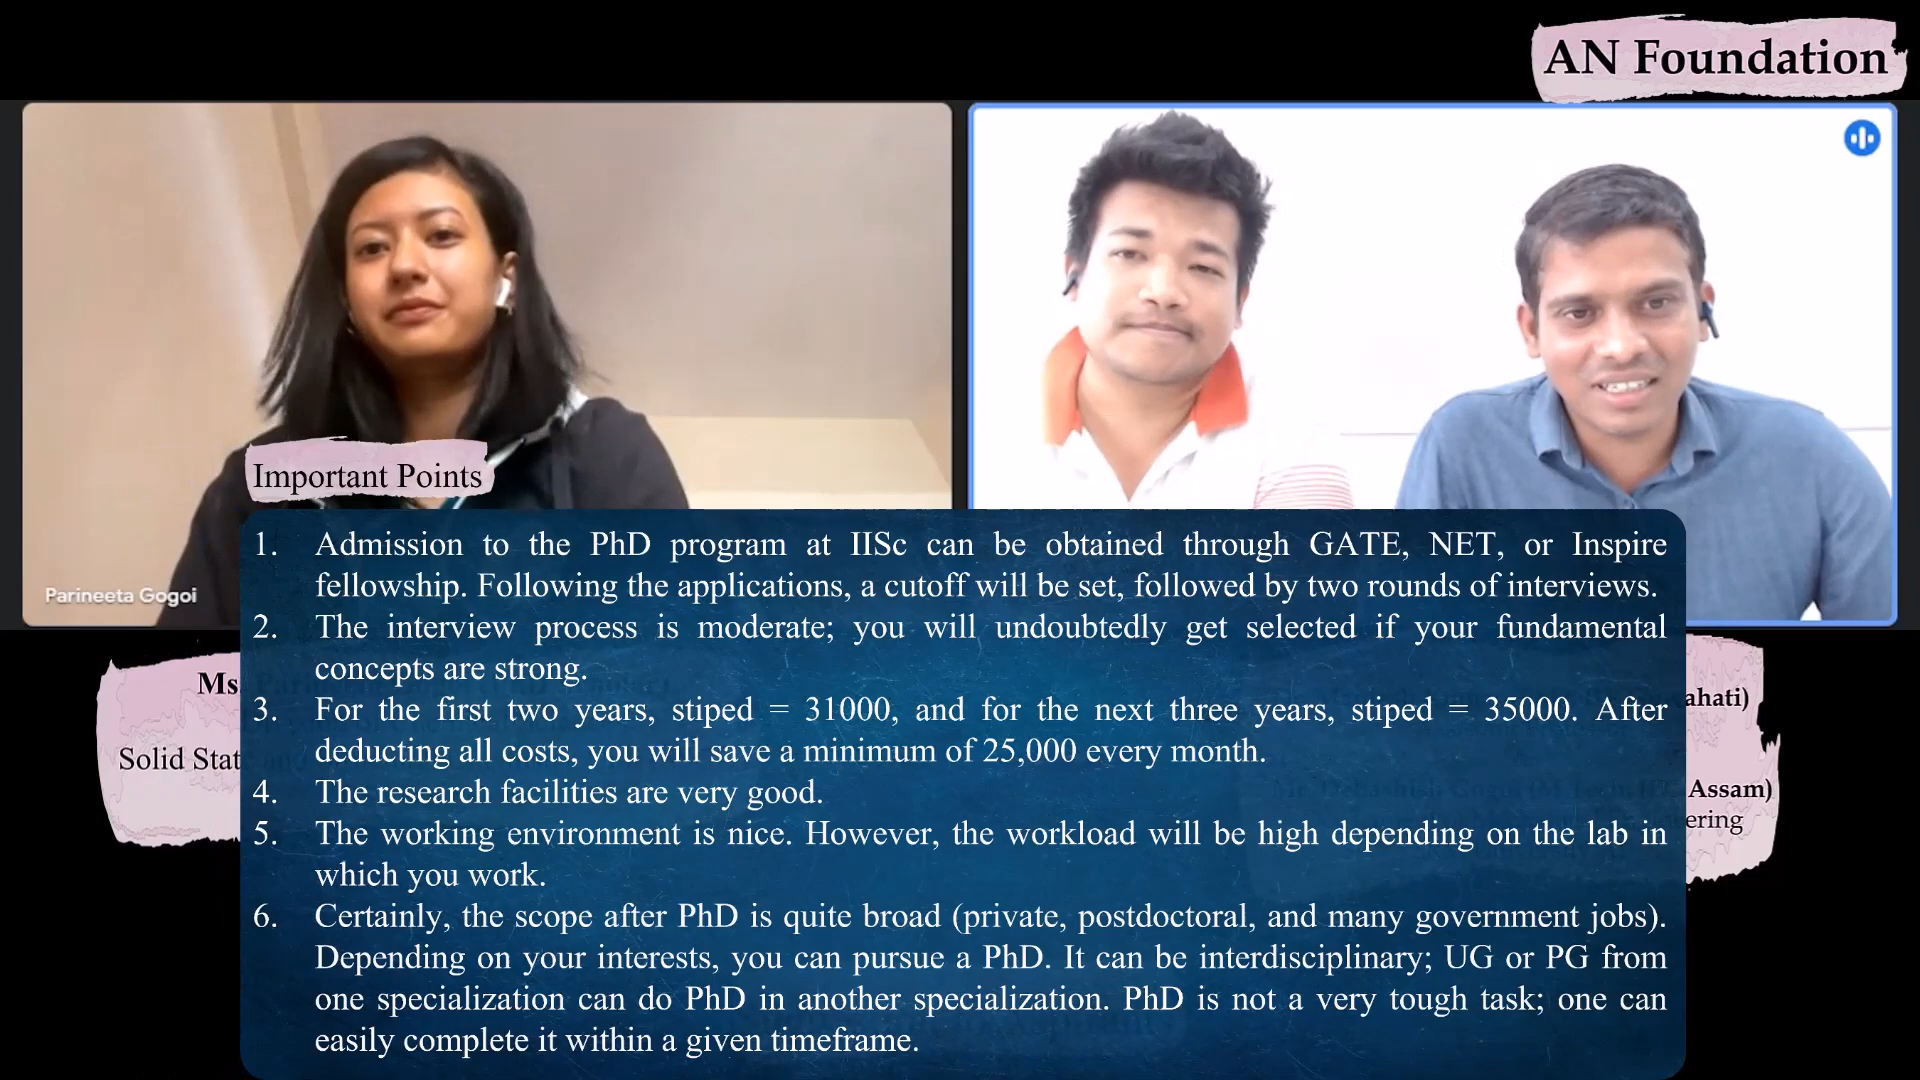 AN Foundation
Important Points
Parineeta Gogoi
1. Admission to the PhD program at IISc can be obtained through GATE, NET, or Inspire
fellowship. Following the applications, a cutoff will be set, followed by two rounds of interviews.
2. The interview process is moderate; you will undoubtedly get selected if your fundamental
concepts are strong.
3. For the first two years, stiped = 31000, and for the next three years, stiped = 35000. After
deducting all costs, you will save a minimum of 25,000 every month.
4. The research facilities are very good.
5. The working environment is nice. However, the workload will be high depending on the lab in
which you work.
6. Certainly, the scope after PhD is quite broad (private, postdoctoral, and many government jobs).
Depending on your interests, you can pursue a PhD. It can be interdisciplinary; UG or PG from
one specialization can do PhD in another specialization. PhD is not a very tough task; one can
easily complete it within a given timeframe.
Ms.
Solid Stat
ahati)
Assam)
ering